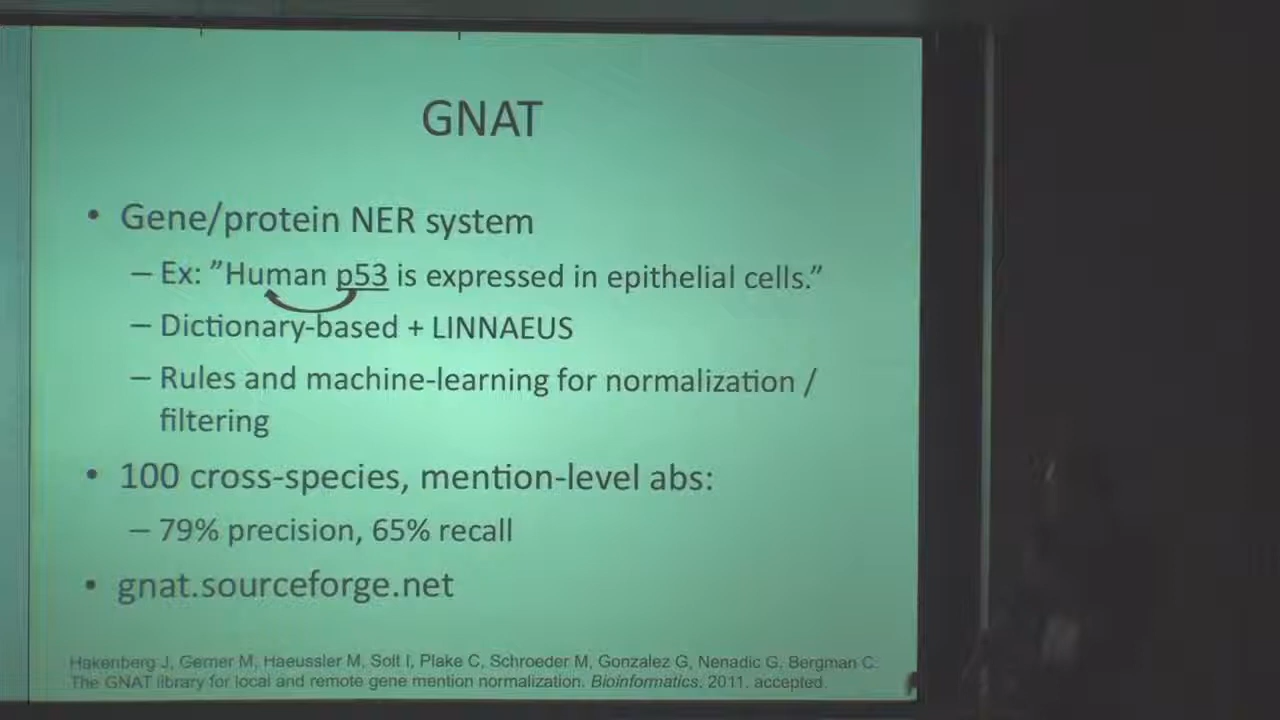 GNAT
• Gene/protein NER system
– Ex: ”Human p53 is expressed in epithelial cells.”
– Dictionary-based + LINNAEUS
– Rules and machine-learning for normalization /
filtering
• 100 cross-species, mention-level abs:
– 79% precision, 65% recall
• gnat.sourceforge.net
Hakenberg J, Gerner M, Haeussler M, Solt I, Plake C, Schroeder M, Gonzalez G, Nenadic G, Bergman C.
The GNAT library for local and remote gene mention normalization. Bioinformatics. 2011. accepted.